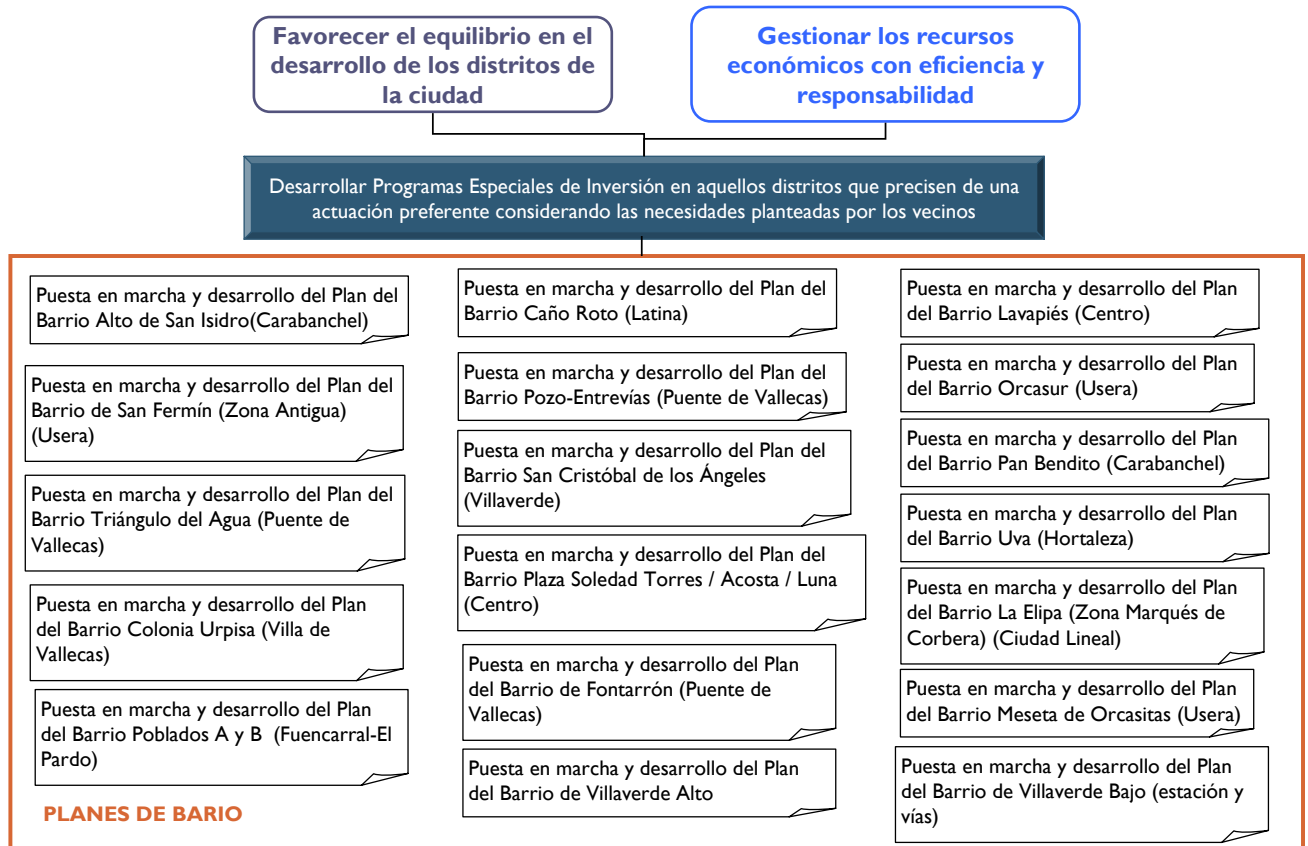 Favorecer el equilibrio en el
desarrollo de los distritos de
la ciudad
Gestionar los recursos
económicos con eficiencia y
responsabilidad
Desarrollar Programas Especiales de Inversión en aquellos distritos que precisen de una
actuación preferente considerando las necesidades planteadas por los vecinos
Puesta en marcha y desarrollo del Plan del
Barrio Alto de San Isidro(Carabanchel)
Puesta en marcha y desarrollo del Plan del
Barrio de San Fermín (Zona Antigua)
(Usera)
Puesta en marcha y desarrollo del Plan del
Barrio Triángulo del Agua (Puente de
Vallecas)
Puesta en marcha y desarrollo del Plan
del Barrio Colonia Urpisa (Villa de
Vallecas)
Puesta en marcha y desarrollo del Plan
del Barrio Poblados A y B (Fuencarral-El
Pardo)
PLANES DE BARIO
Puesta en marcha y desarrollo del Plan del
Barrio Caño Roto (Latina)
Puesta en marcha y desarrollo del Plan del
Barrio Pozo-Entrevías (Puente de Vallecas)
Puesta en marcha y desarrollo del Plan del
Barrio San Cristóbal de los Ángeles
(Villaverde)
Puesta en marcha y desarrollo del Plan del
Barrio Plaza Soledad Torres / Acosta / Luna
(Centro)
Puesta en marcha y desarrollo del Plan
del Barrio de Fontarrón (Puente de
Vallecas)
Puesta en marcha y desarrollo del Plan
del Barrio de Villaverde Alto
Puesta en marcha y desarrollo del Plan
del Barrio Lavapiés (Centro)
Puesta en marcha y desarrollo del Plan
del Barrio Orcasur (Usera)
Puesta en marcha y desarrollo del Plan
del Barrio Pan Bendito (Carabanchel)
Puesta en marcha y desarrollo del Plan
del Barrio Uva (Hortaleza)
Puesta en marcha y desarrollo del Plan
del Barrio La Elipa (Zona Marqués de
Corbera) (Ciudad Lineal)
Puesta en marcha y desarrollo del Plan
del Barrio Meseta de Orcasitas (Usera)
Puesta en marcha y desarrollo del Plan
del Barrio de Villaverde Bajo (estación y
vías)